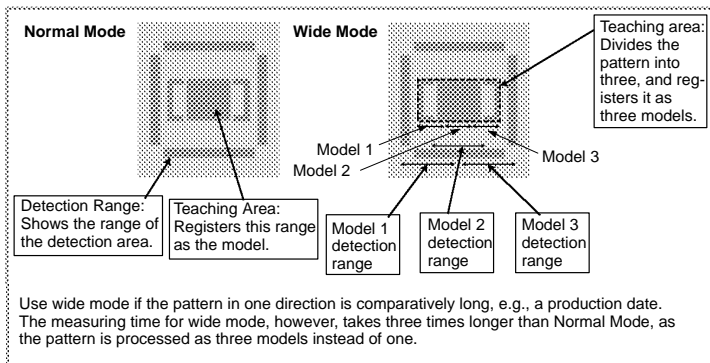 Normal Mode
Wide Mode
Teaching area:
Divides the
pattern into
three, and reg-
isters it as
three models.
Model 1
Model 2
Model 3
Detection Range:
Shows the range of
the detection area.
Teaching Area:
Registers this range
as the model.
Model 1
detection
range
Model 2
detection
range
Model 3
detection
range
Use wide mode if the pattern in one direction is comparatively long, e.g., a production date.
The measuring time for wide mode, however, takes three times longer than Normal Mode, as
the pattern is processed as three models instead of one.